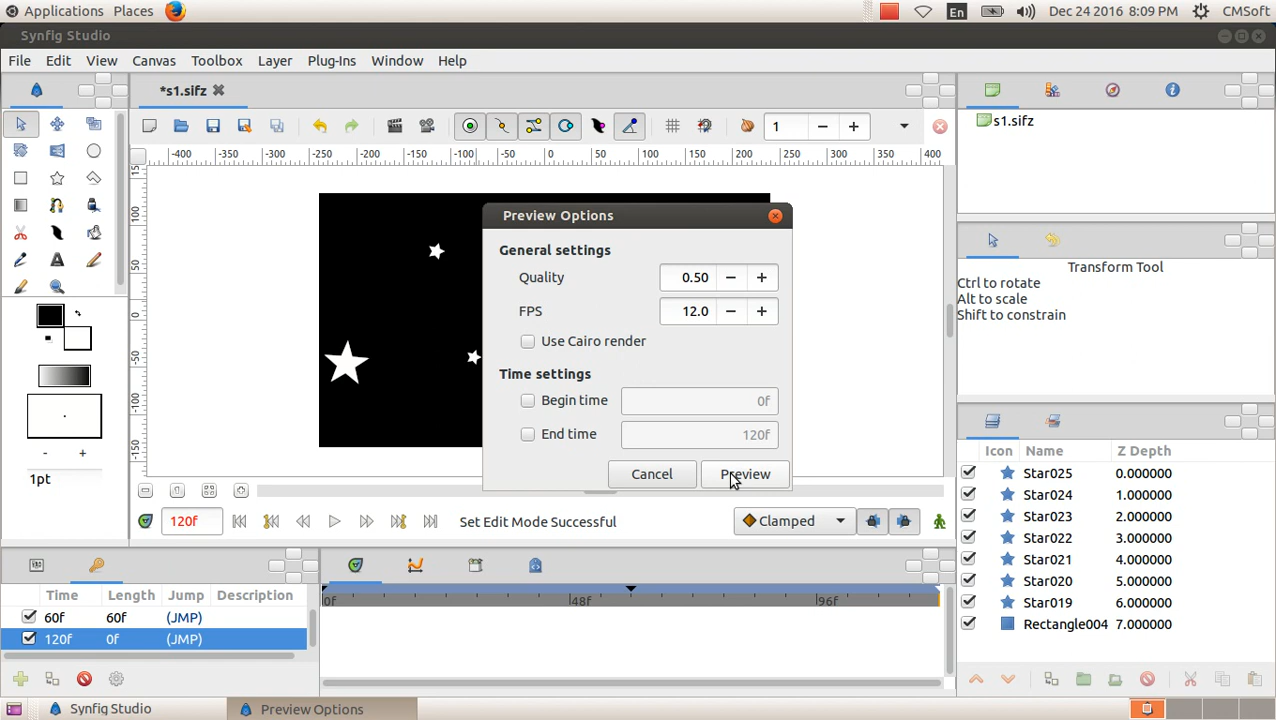 Applications Places En Dec 24 2016 8:09 PM CMSoft
Synfig Studio
File Edit View Canvas Toolbox Layer Plug-Ins Window Help
*s1.sifz
1
s1.sifz
-400 -300 -250 -200 -100 -50 0 50 100 150 200 250 300 350 400
Preview Options
General settings
Quality 0.50
FPS 12.0
Use Cairo render
Time settings
Begin time 0f
End time 120f
Cancel Preview
Transform Tool
Ctrl to rotate
Alt to scale
Shift to constrain
Icon Name Z Depth
Star025 0.000000
Star024 1.000000
Star023 2.000000
Star022 3.000000
Star021 4.000000
Star020 5.000000
Star019 6.000000
Rectangle004 7.000000
- +
1pt
120f Set Edit Mode Successful Clamped
Time Length Jump Description
60f 60f (JMP)
120f 0f (JMP)
0f 48f 96f
Synfig Studio Preview Options